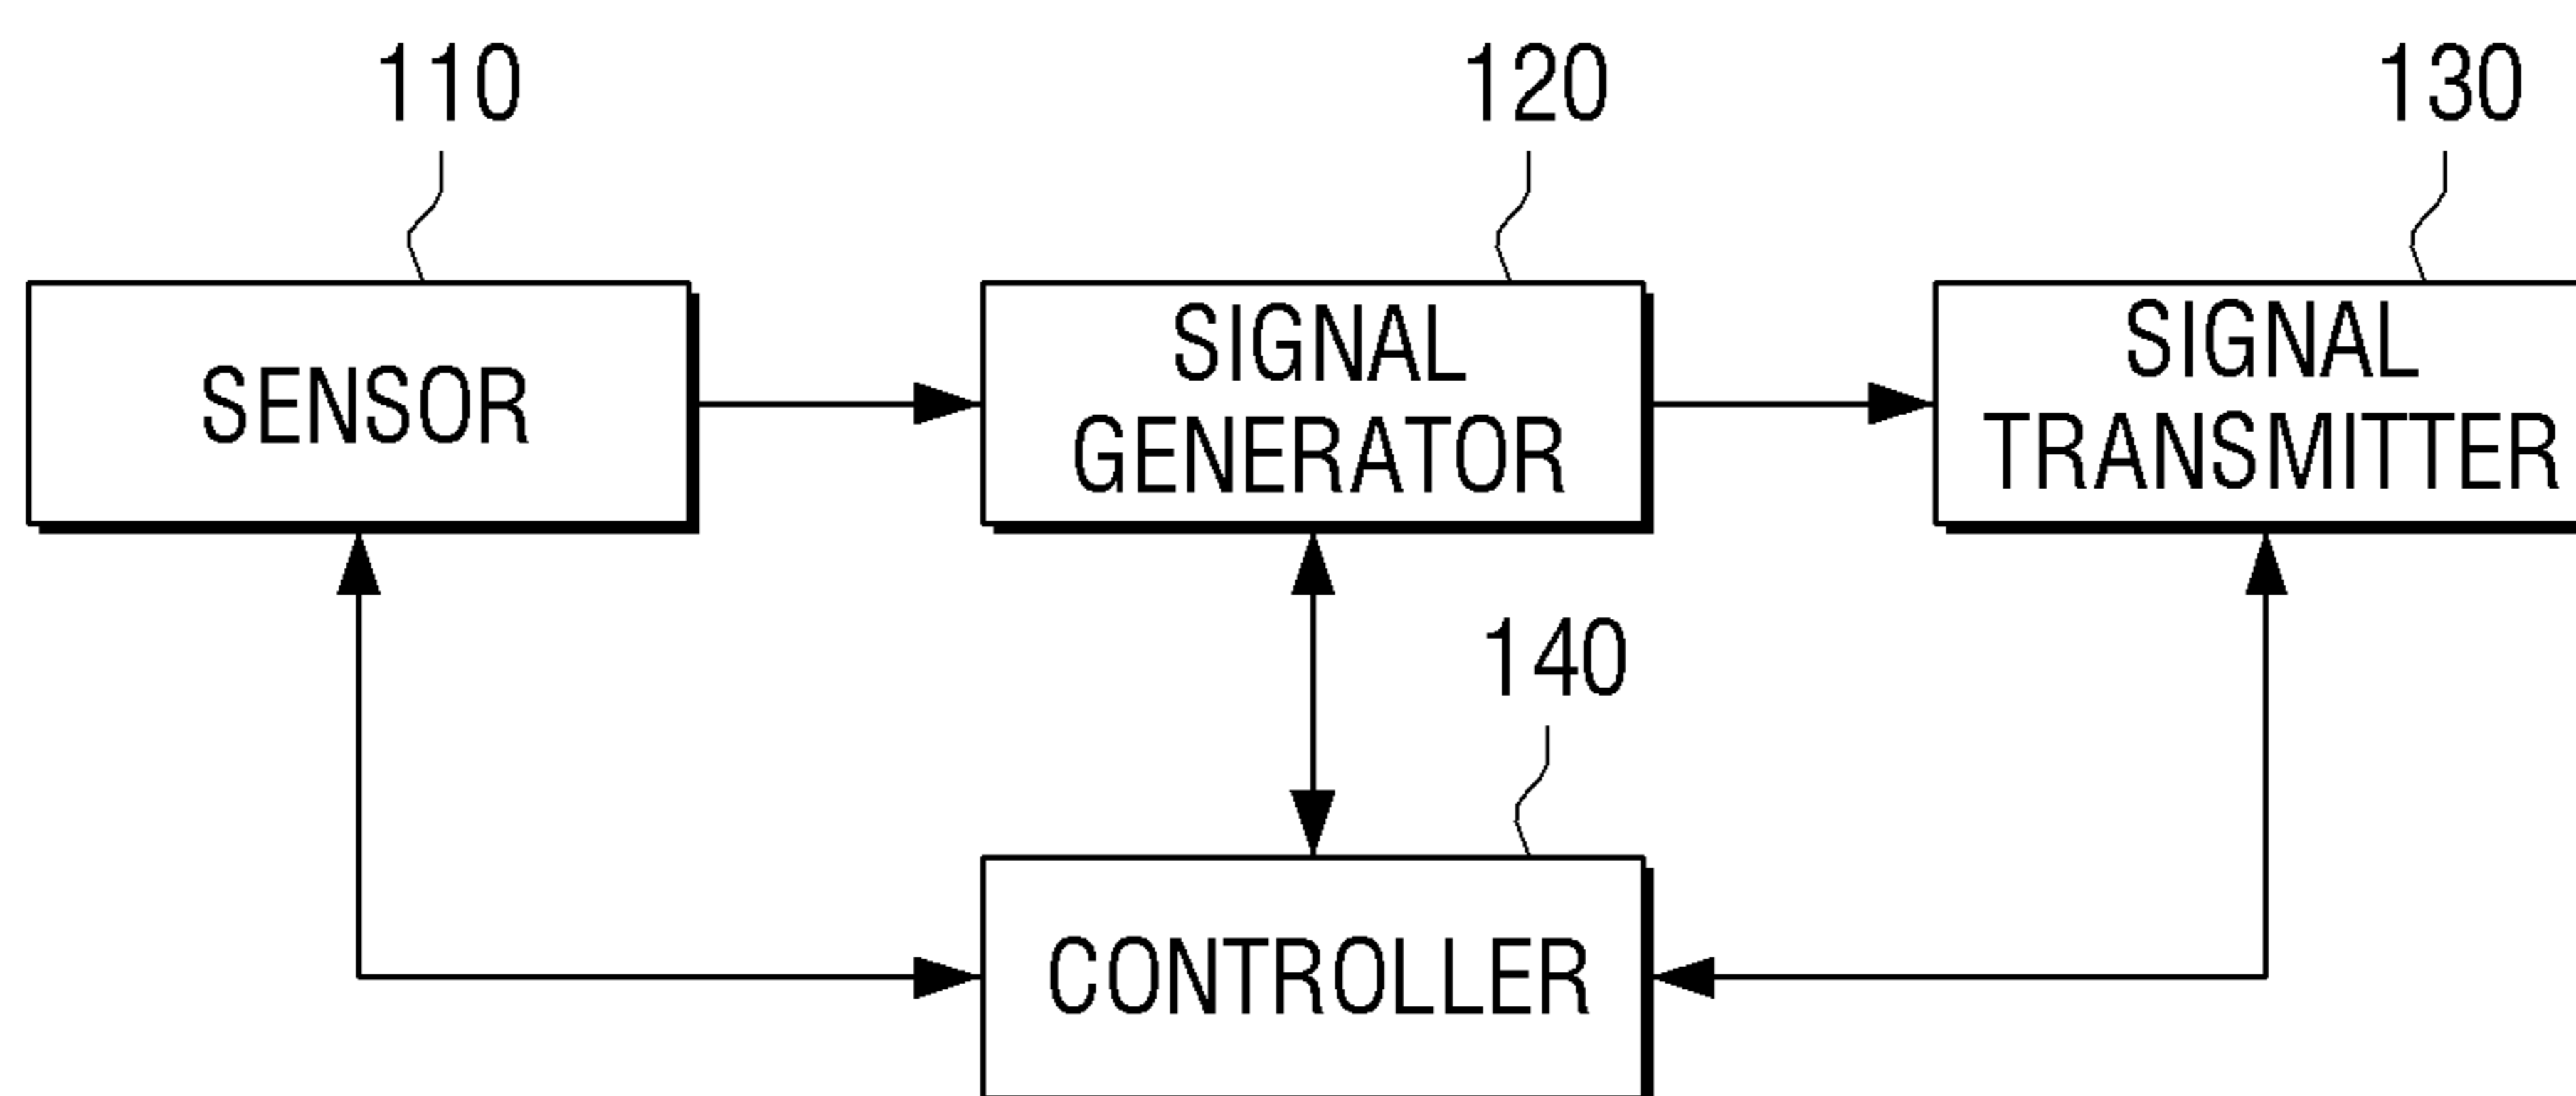 110
120
130
SENSOR
SIGNAL
GENERATOR
SIGNAL
TRANSMITTER
140
CONTROLLER